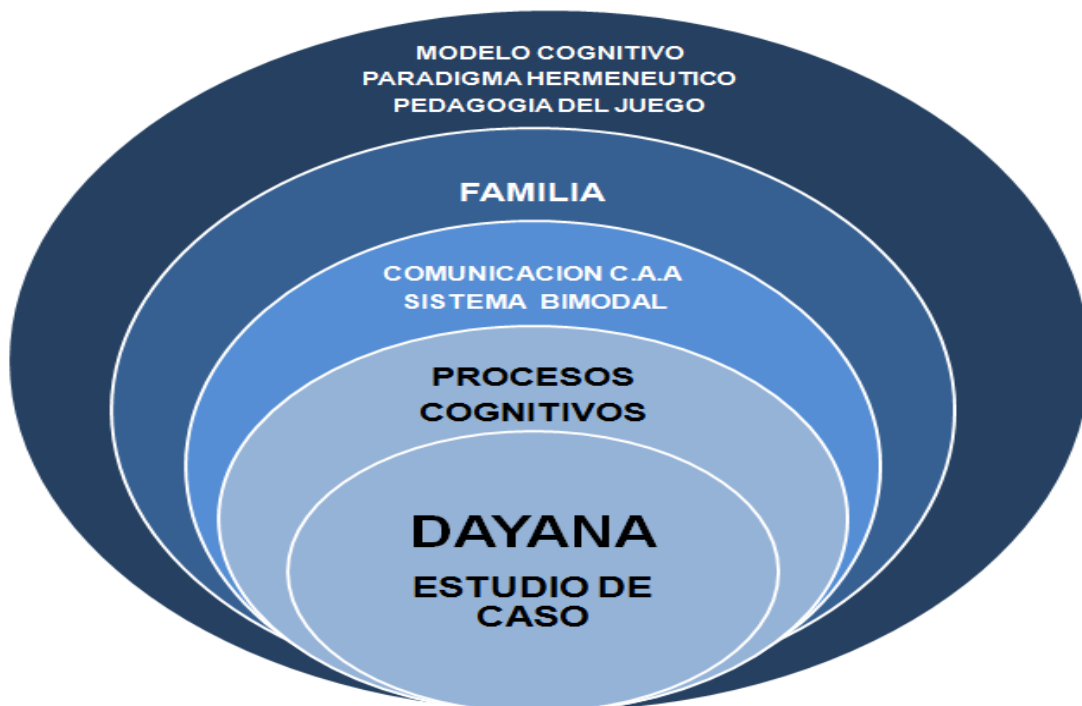 MODELO COGNITIVO
PARADIGMA HERMENEUTICO
PEDAGOGIA DEL JUEGO
FAMILIA
COMUNICACION C.A.A
SISTEMA BIMODAL
PROCESOS
COGNITIVOS
DAYANA
ESTUDIO DE
CASO